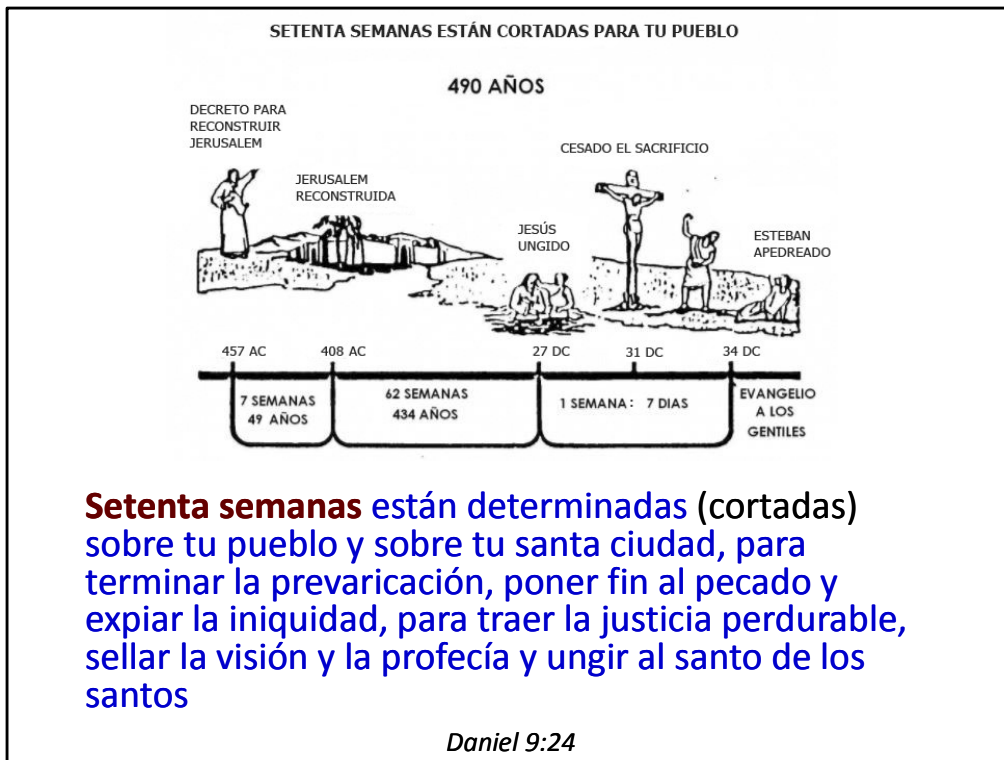 SETENTA SEMANAS ESTÁN CORTADAS PARA TU PUEBLO
490 AÑOS
DECRETO PARA
RECONSTRUIR
JERUSALEM
JERUSALEM
RECONSTRUIDA
JESÚS
UNGIDO
CESADO EL SACRIFICIO
ESTEBAN
APEDREADO
457 AC
408 AC
27 DC
31 DC
34 DC
7 SEMANAS
49 AÑOS
62 SEMANAS
434 AÑOS
1 SEMANA: 7 DIAS
EVANGELIO
A LOS
GENTILES
Setenta semanas están determinadas (cortadas)
sobre tu pueblo y sobre tu santa ciudad, para
terminar la prevaricación, poner fin al pecado y
expiar la iniquidad, para traer la justicia perdurable,
sellar la visión y la profecía y ungir al santo de los
santos
Daniel 9:24